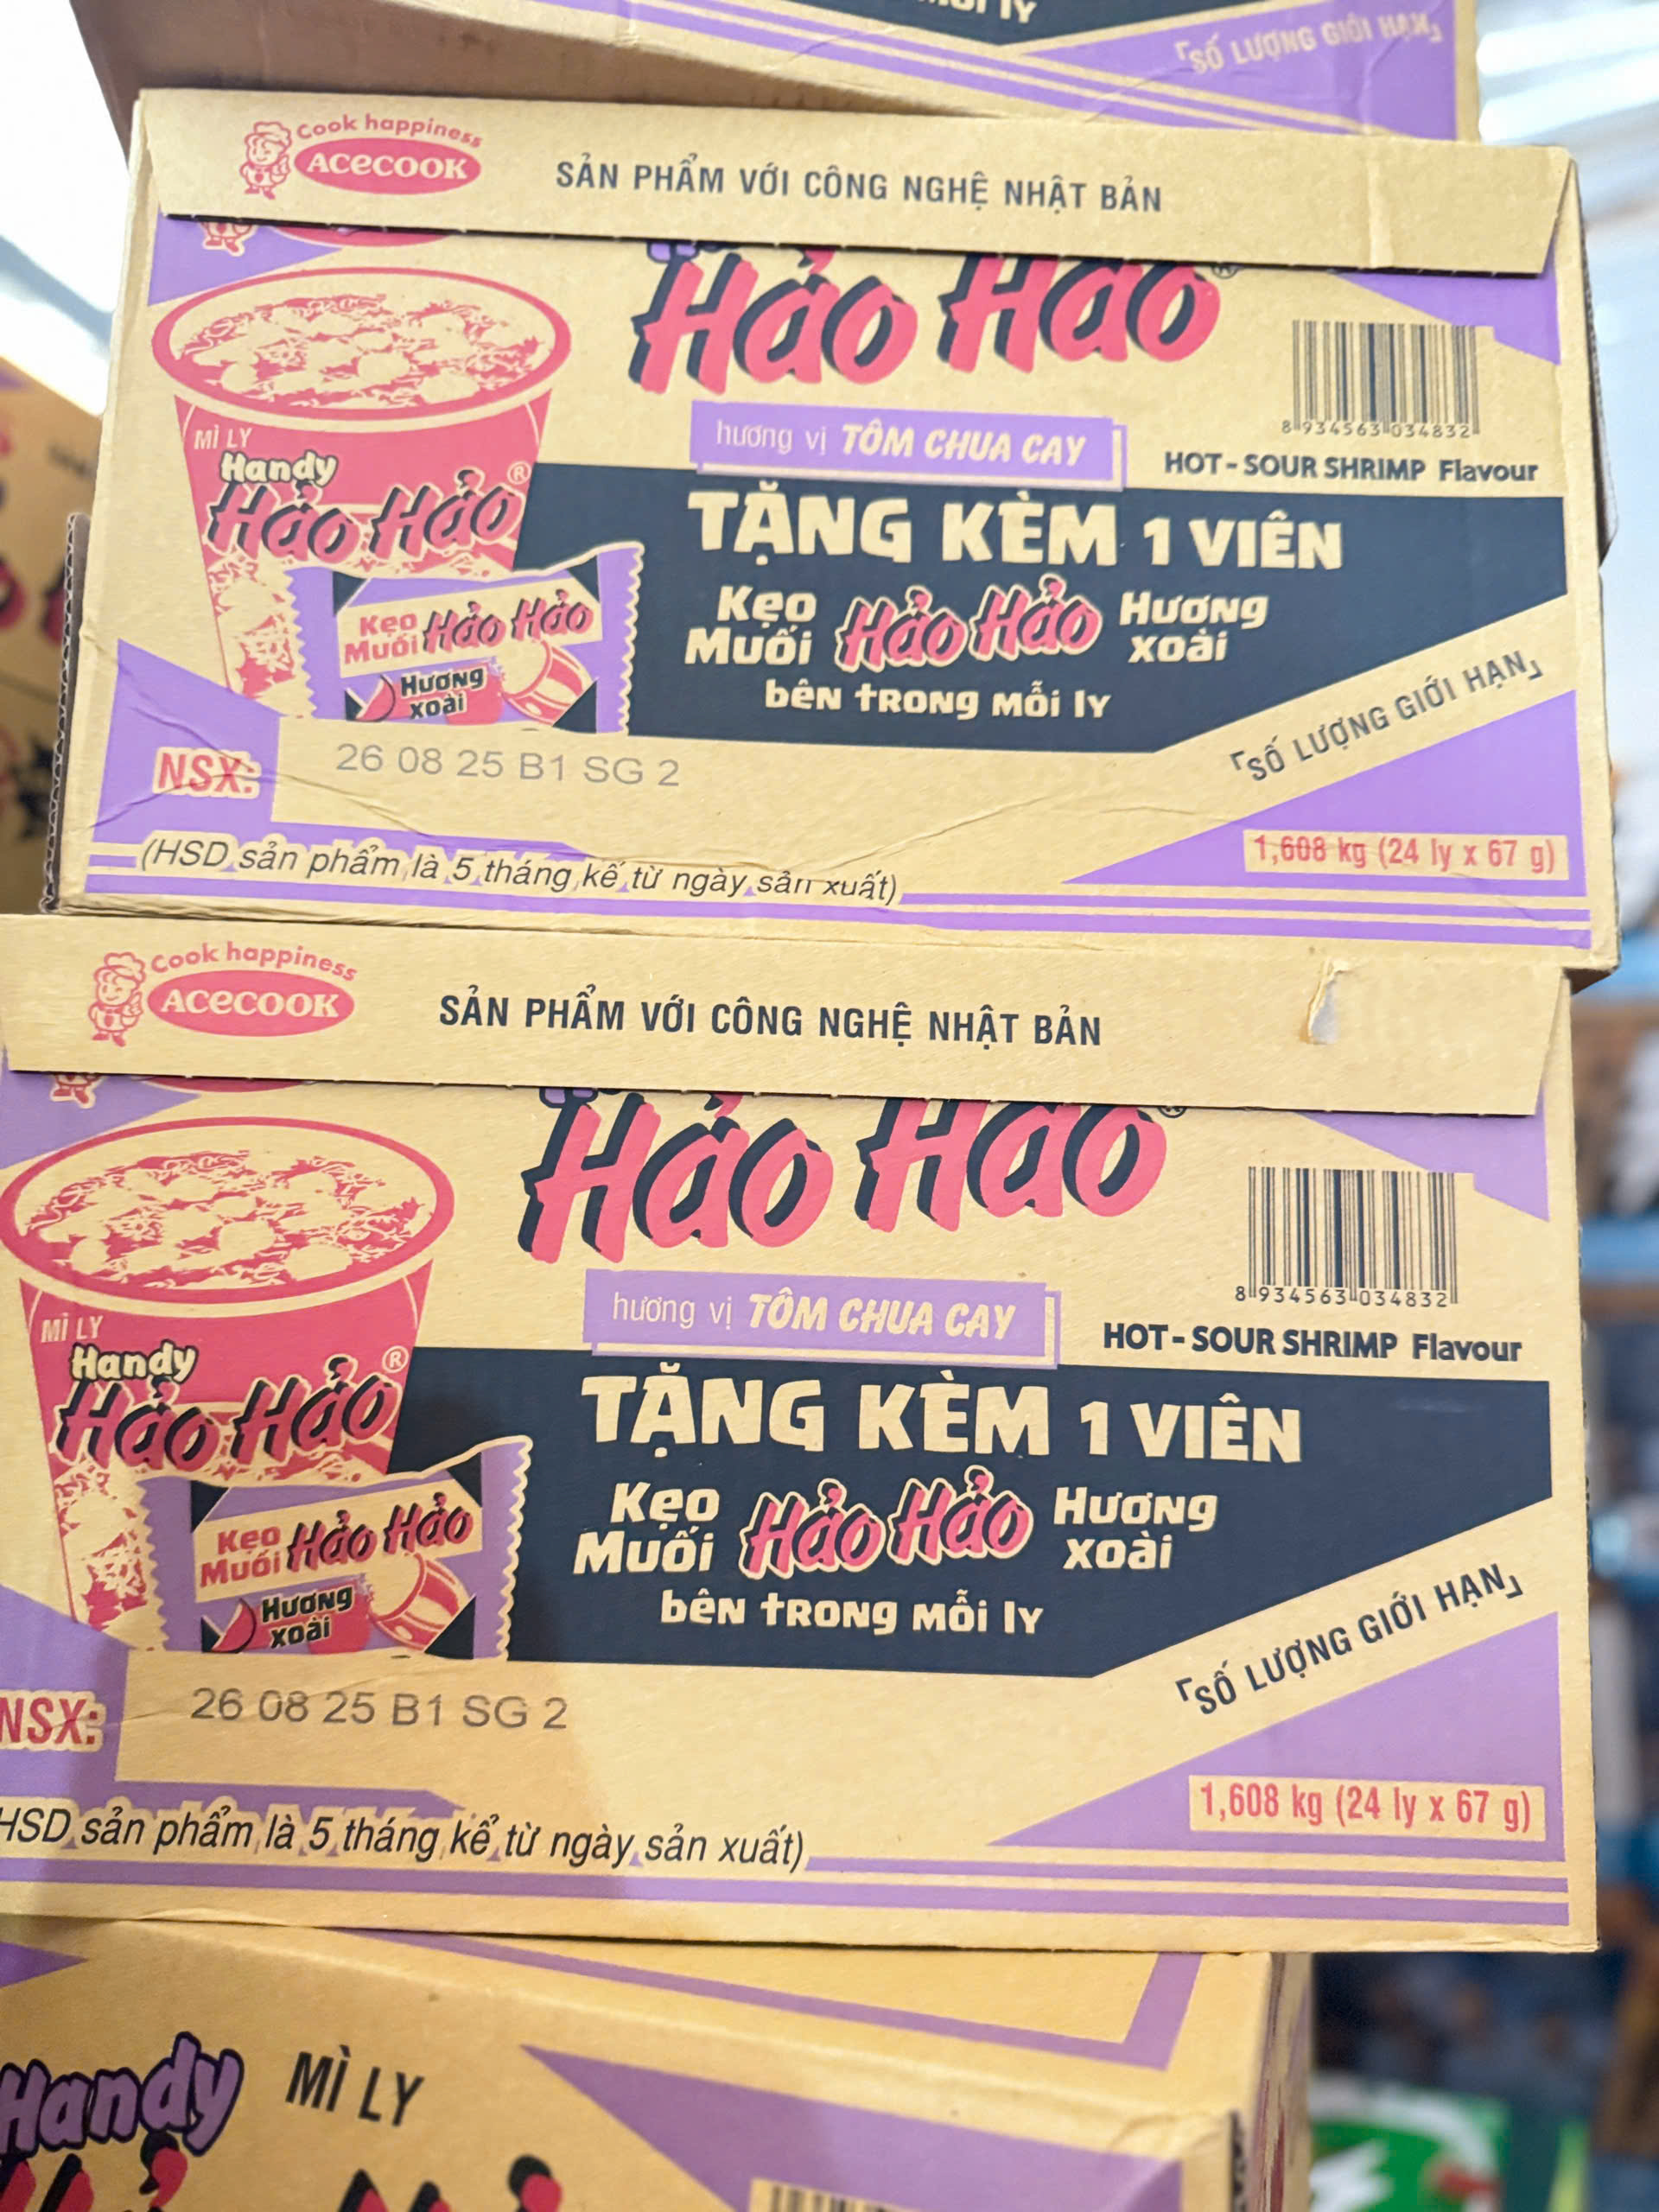 「SỐ LƯỢNG GIỚI HẠN」
Cook happiness
ACECOOK
SẢN PHẨM VỚI CÔNG NGHỆ NHẬT BẢN
Hảo Hảo
8 934563 034832
hương vị TÔM CHUA CAY
HOT-SOUR SHRIMP Flavour
MÌ LY
Handy
Hảo Hảo®
TẶNG KÈM 1 VIÊN
Kẹo Muối Hảo Hảo Hương xoài
bên trong mỗi ly
Kẹo Muối Hảo Hảo
Hương xoài
「SỐ LƯỢNG GIỚI HẠN」
NSX: 26 08 25 B1 SG 2
1,608 kg (24 ly x 67 g)
(HSD sản phẩm là 5 tháng kể từ ngày sản xuất)
Cook happiness
ACECOOK
SẢN PHẨM VỚI CÔNG NGHỆ NHẬT BẢN
Hảo Hảo
8 934563 034832
hương vị TÔM CHUA CAY
HOT-SOUR SHRIMP Flavour
MÌ LY
Handy
Hảo Hảo®
TẶNG KÈM 1 VIÊN
Kẹo Muối Hảo Hảo Hương xoài
bên trong mỗi ly
Kẹo Muối Hảo Hảo
Hương xoài
「SỐ LƯỢNG GIỚI HẠN」
NSX: 26 08 25 B1 SG 2
1,608 kg (24 ly x 67 g)
HSD sản phẩm là 5 tháng kể từ ngày sản xuất)
Handy MÌ LY